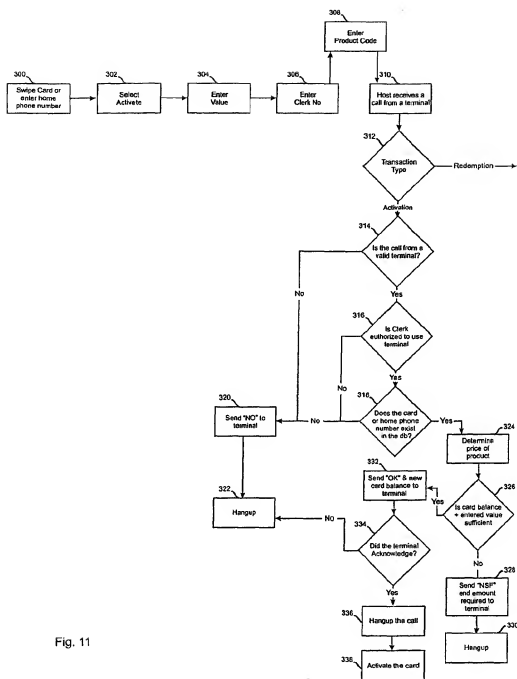 308
Enter
Product Code
300
Swipe Card or
enter home
phone number
302
Select
Activate
304
Enter
Value
306
Enter
Clerk No
310
Host receives a
call from a terminal
312
Transaction
Type
Redemption
Activation
314
Is the call from a
valid terminal?
No
Yes
316
Is Clerk
authorized to use
terminal
No
Yes
318
Does the card
or home phone
number exist
in the db?
No
Yes
320
Send "NO" to
terminal
322
Hangup
324
Determine
price of
product
326
Is card balance
+ entered value
sufficient
Yes
No
328
Send "NSF"
end amount
required to
terminal
330
Hangup
332
Send "OK" & new
card balance to
terminal
334
Did the terminal
Acknowledge?
No
Yes
336
Hangup the call
338
Activate the card
Fig. 11